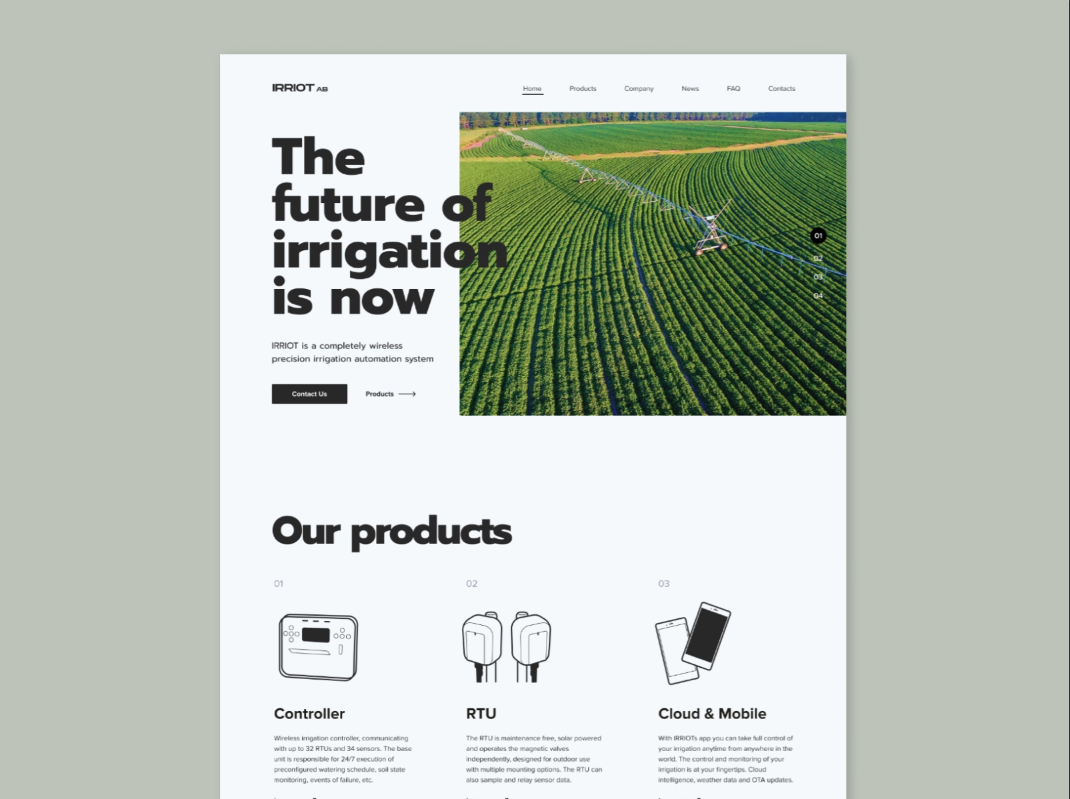 IRRIOT AB
Home Products Company News FAQ Contacts
The
future of
irrigation
is now
01
02
03
04
IRRIOT is a completely wireless
precision irrigation automation system
Contact Us
Products
Our products
01
02
03
Controller
RTU
Cloud & Mobile
Wireless irrigation controller, communicating
with up to 32 RTUs and 34 sensors. The base
unit is responsible for 24/7 execution of
preconfigured watering schedule, soil state
monitoring, events of failure, etc.
The RTU is maintenance free, solar powered
and operates the magnetic valves
independently, designed for outdoor use
with multiple mounting options. The RTU can
also sample and relay sensor data.
With IRRIOTs app you can take full control of
your irrigation anytime from anywhere in the
world. The control and monitoring of your
irrigation is at your fingertips. Cloud
intelligence, weather data and OTA updates.